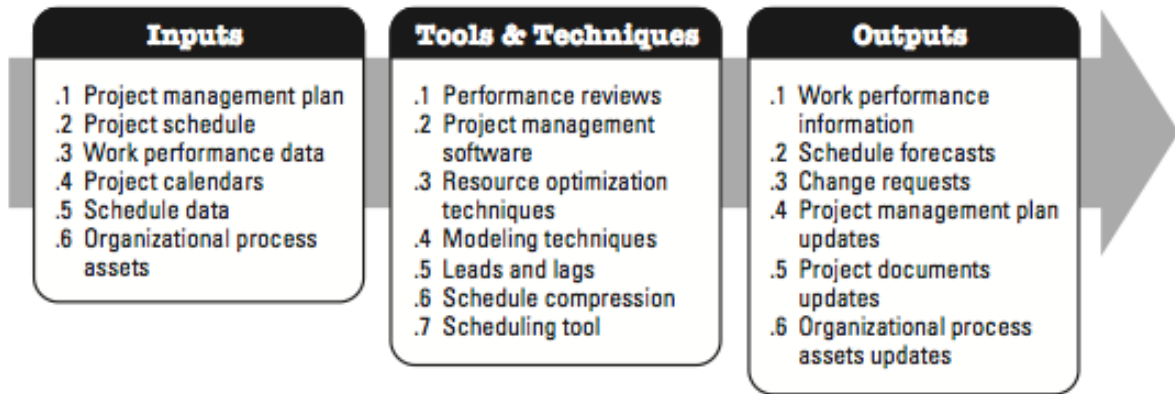 Inputs
.1 Project management plan
.2 Project schedule
.3 Work performance data
.4 Project calendars
.5 Schedule data
.6 Organizational process
assets
Tools & Techniques
.1 Performance reviews
.2 Project management
software
.3 Resource optimization
techniques
.4 Modeling techniques
.5 Leads and lags
.6 Schedule compression
.7 Scheduling tool
Outputs
.1 Work performance
information
.2 Schedule forecasts
.3 Change requests
.4 Project management plan
updates
.5 Project documents
updates
.6 Organizational process
assets updates